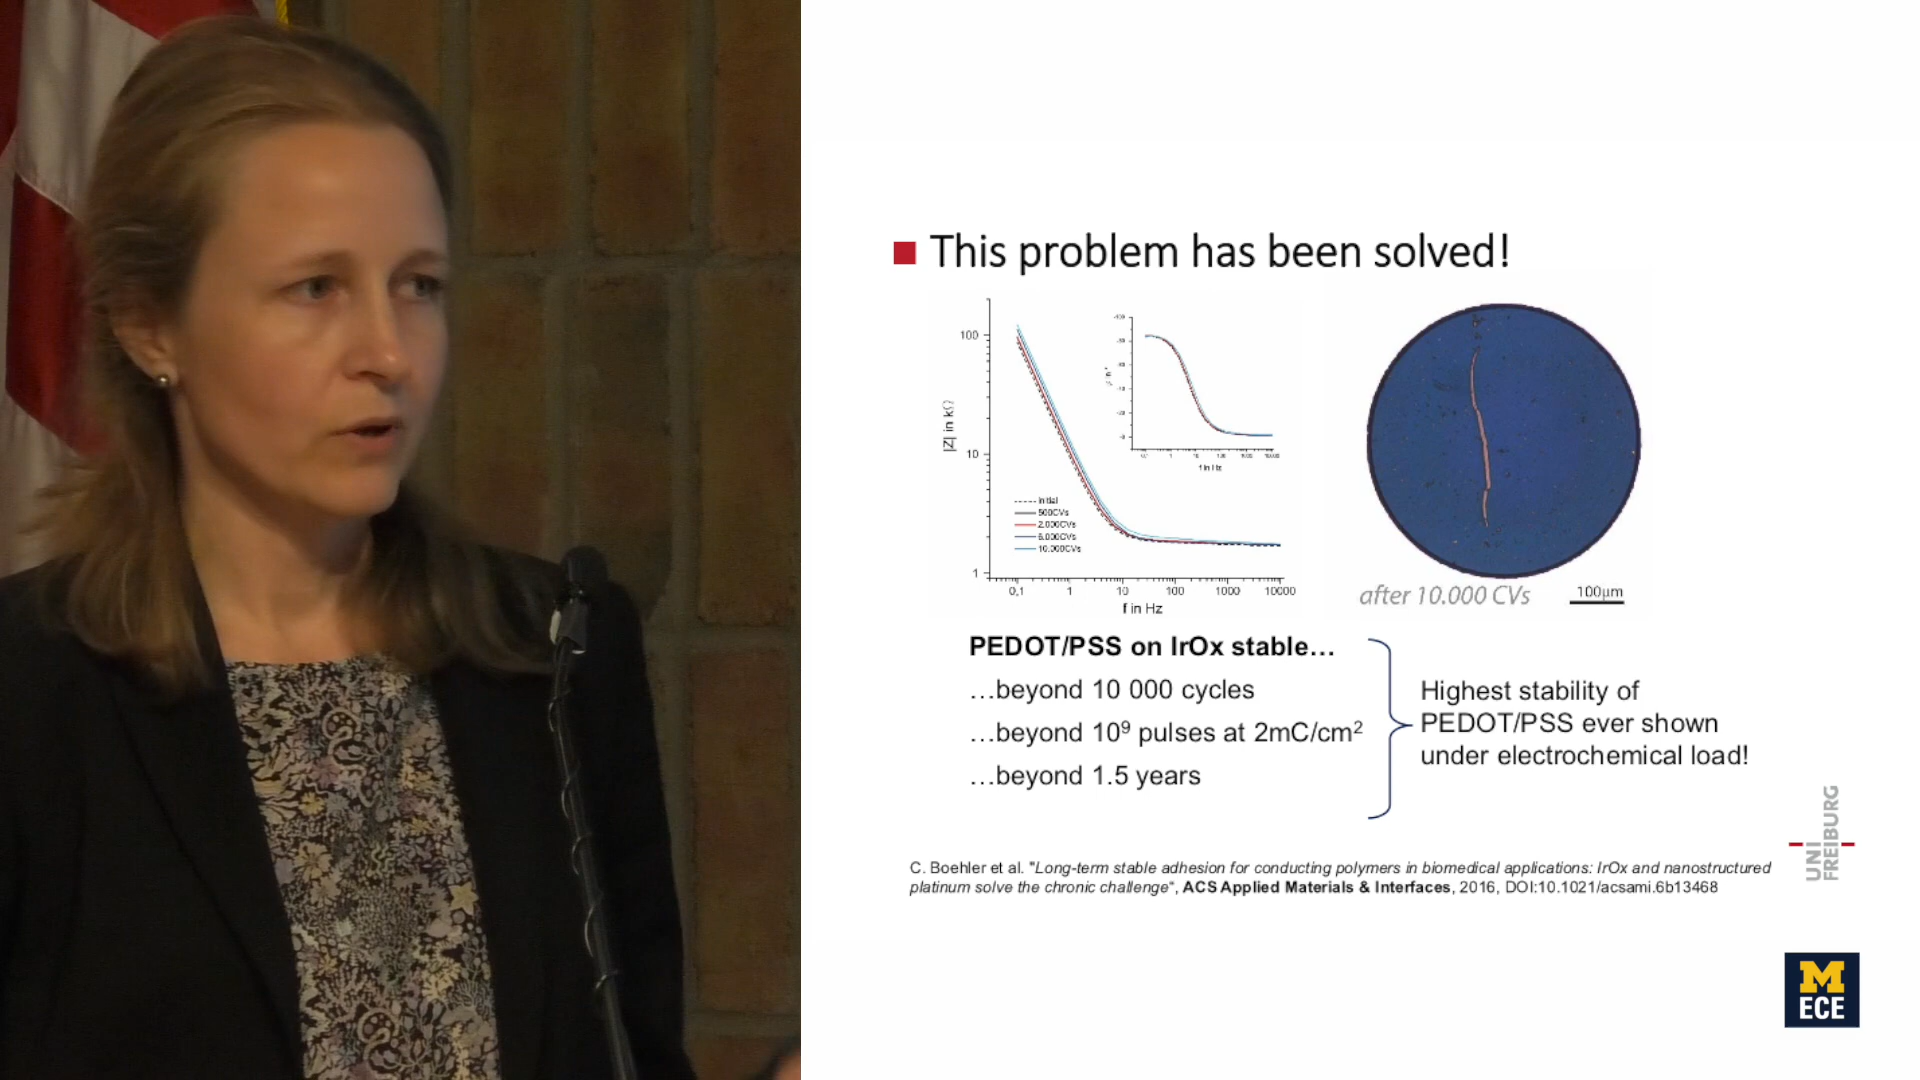 This problem has been solved!
100
10
1
|Z| in kΩ
0,1 1 10 100 1000 10000
f in Hz
initial
500CVs
2.000CVs
6.000CVs
10.000CVs
f in Hz
after 10.000 CVs
100µm
PEDOT/PSS on IrOx stable…
…beyond 10 000 cycles
…beyond 10⁹ pulses at 2mC/cm²
…beyond 1.5 years
Highest stability of
PEDOT/PSS ever shown
under electrochemical load!
UNI
FREIBURG
C. Boehler et al. "Long-term stable adhesion for conducting polymers in biomedical applications: IrOx and nanostructured
platinum solve the chronic challenge", ACS Applied Materials & Interfaces, 2016, DOI:10.1021/acsami.6b13468
M
ECE